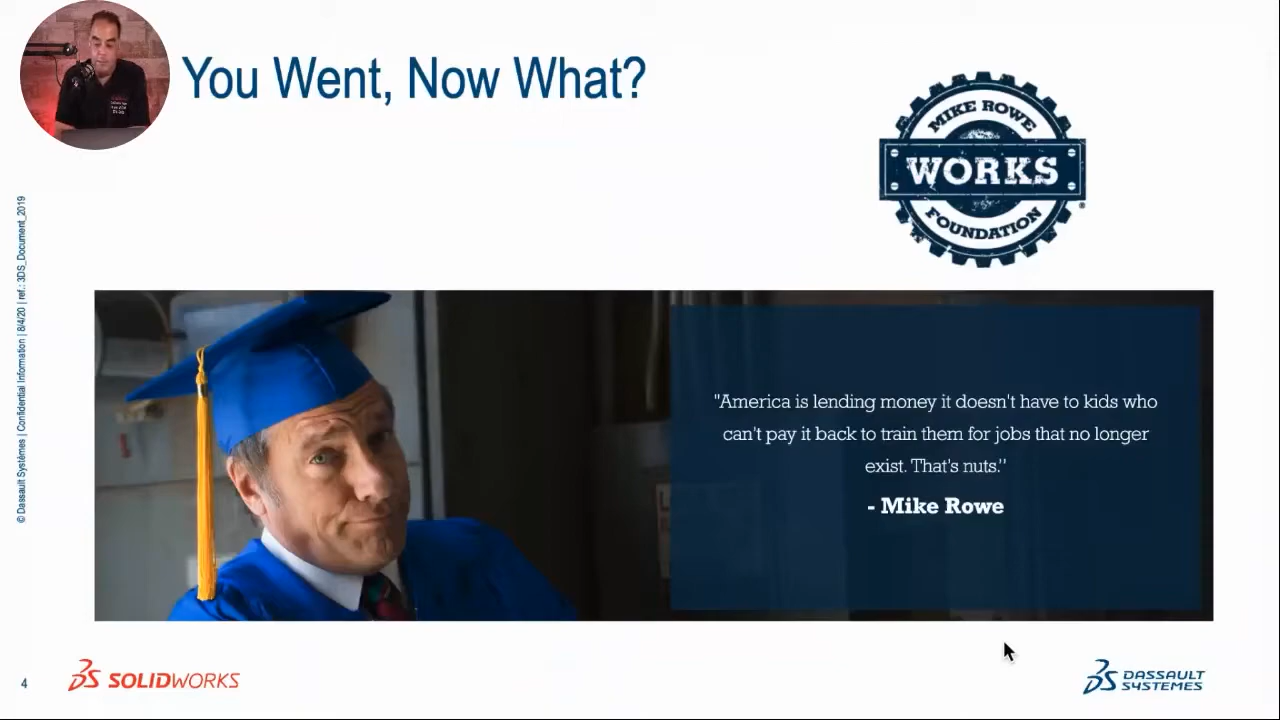 You Went, Now What?
MIKE ROWE
WORKS
FOUNDATION
®
© Dassault Systèmes | Confidential Information | 8/4/20 | ref.: 3DS_Document_2019
"America is lending money it doesn't have to kids who
can't pay it back to train them for jobs that no longer
exist. That's nuts."
- Mike Rowe
4
SOLIDWORKS
DASSAULT
SYSTEMES